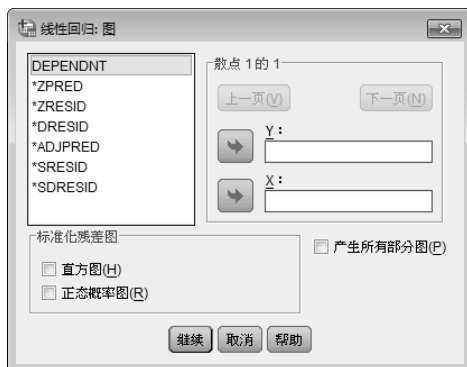 线性回归: 图
DEPENDNT
*ZPRED
*ZRESID
*DRESID
*ADJPRED
*SRESID
*SDRESID
散点 1 的 1
上一页(V)
下一页(N)
Y:
X:
标准化残差图
直方图(H)
正态概率图(R)
产生所有部分图(P)
继续
取消
帮助